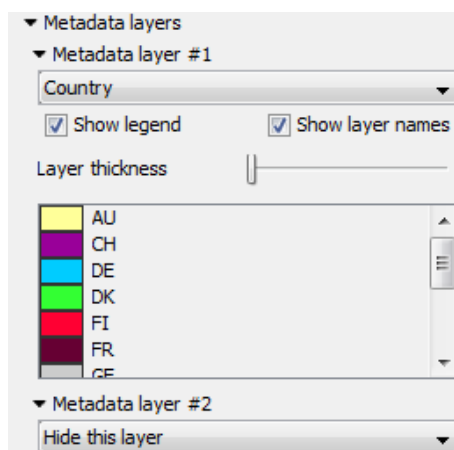 Metadata layers
Metadata layer #1
Country
Show legend Show layer names
Layer thickness
AU
CH
DE
DK
FI
FR
GE
Metadata layer #2
Hide this layer